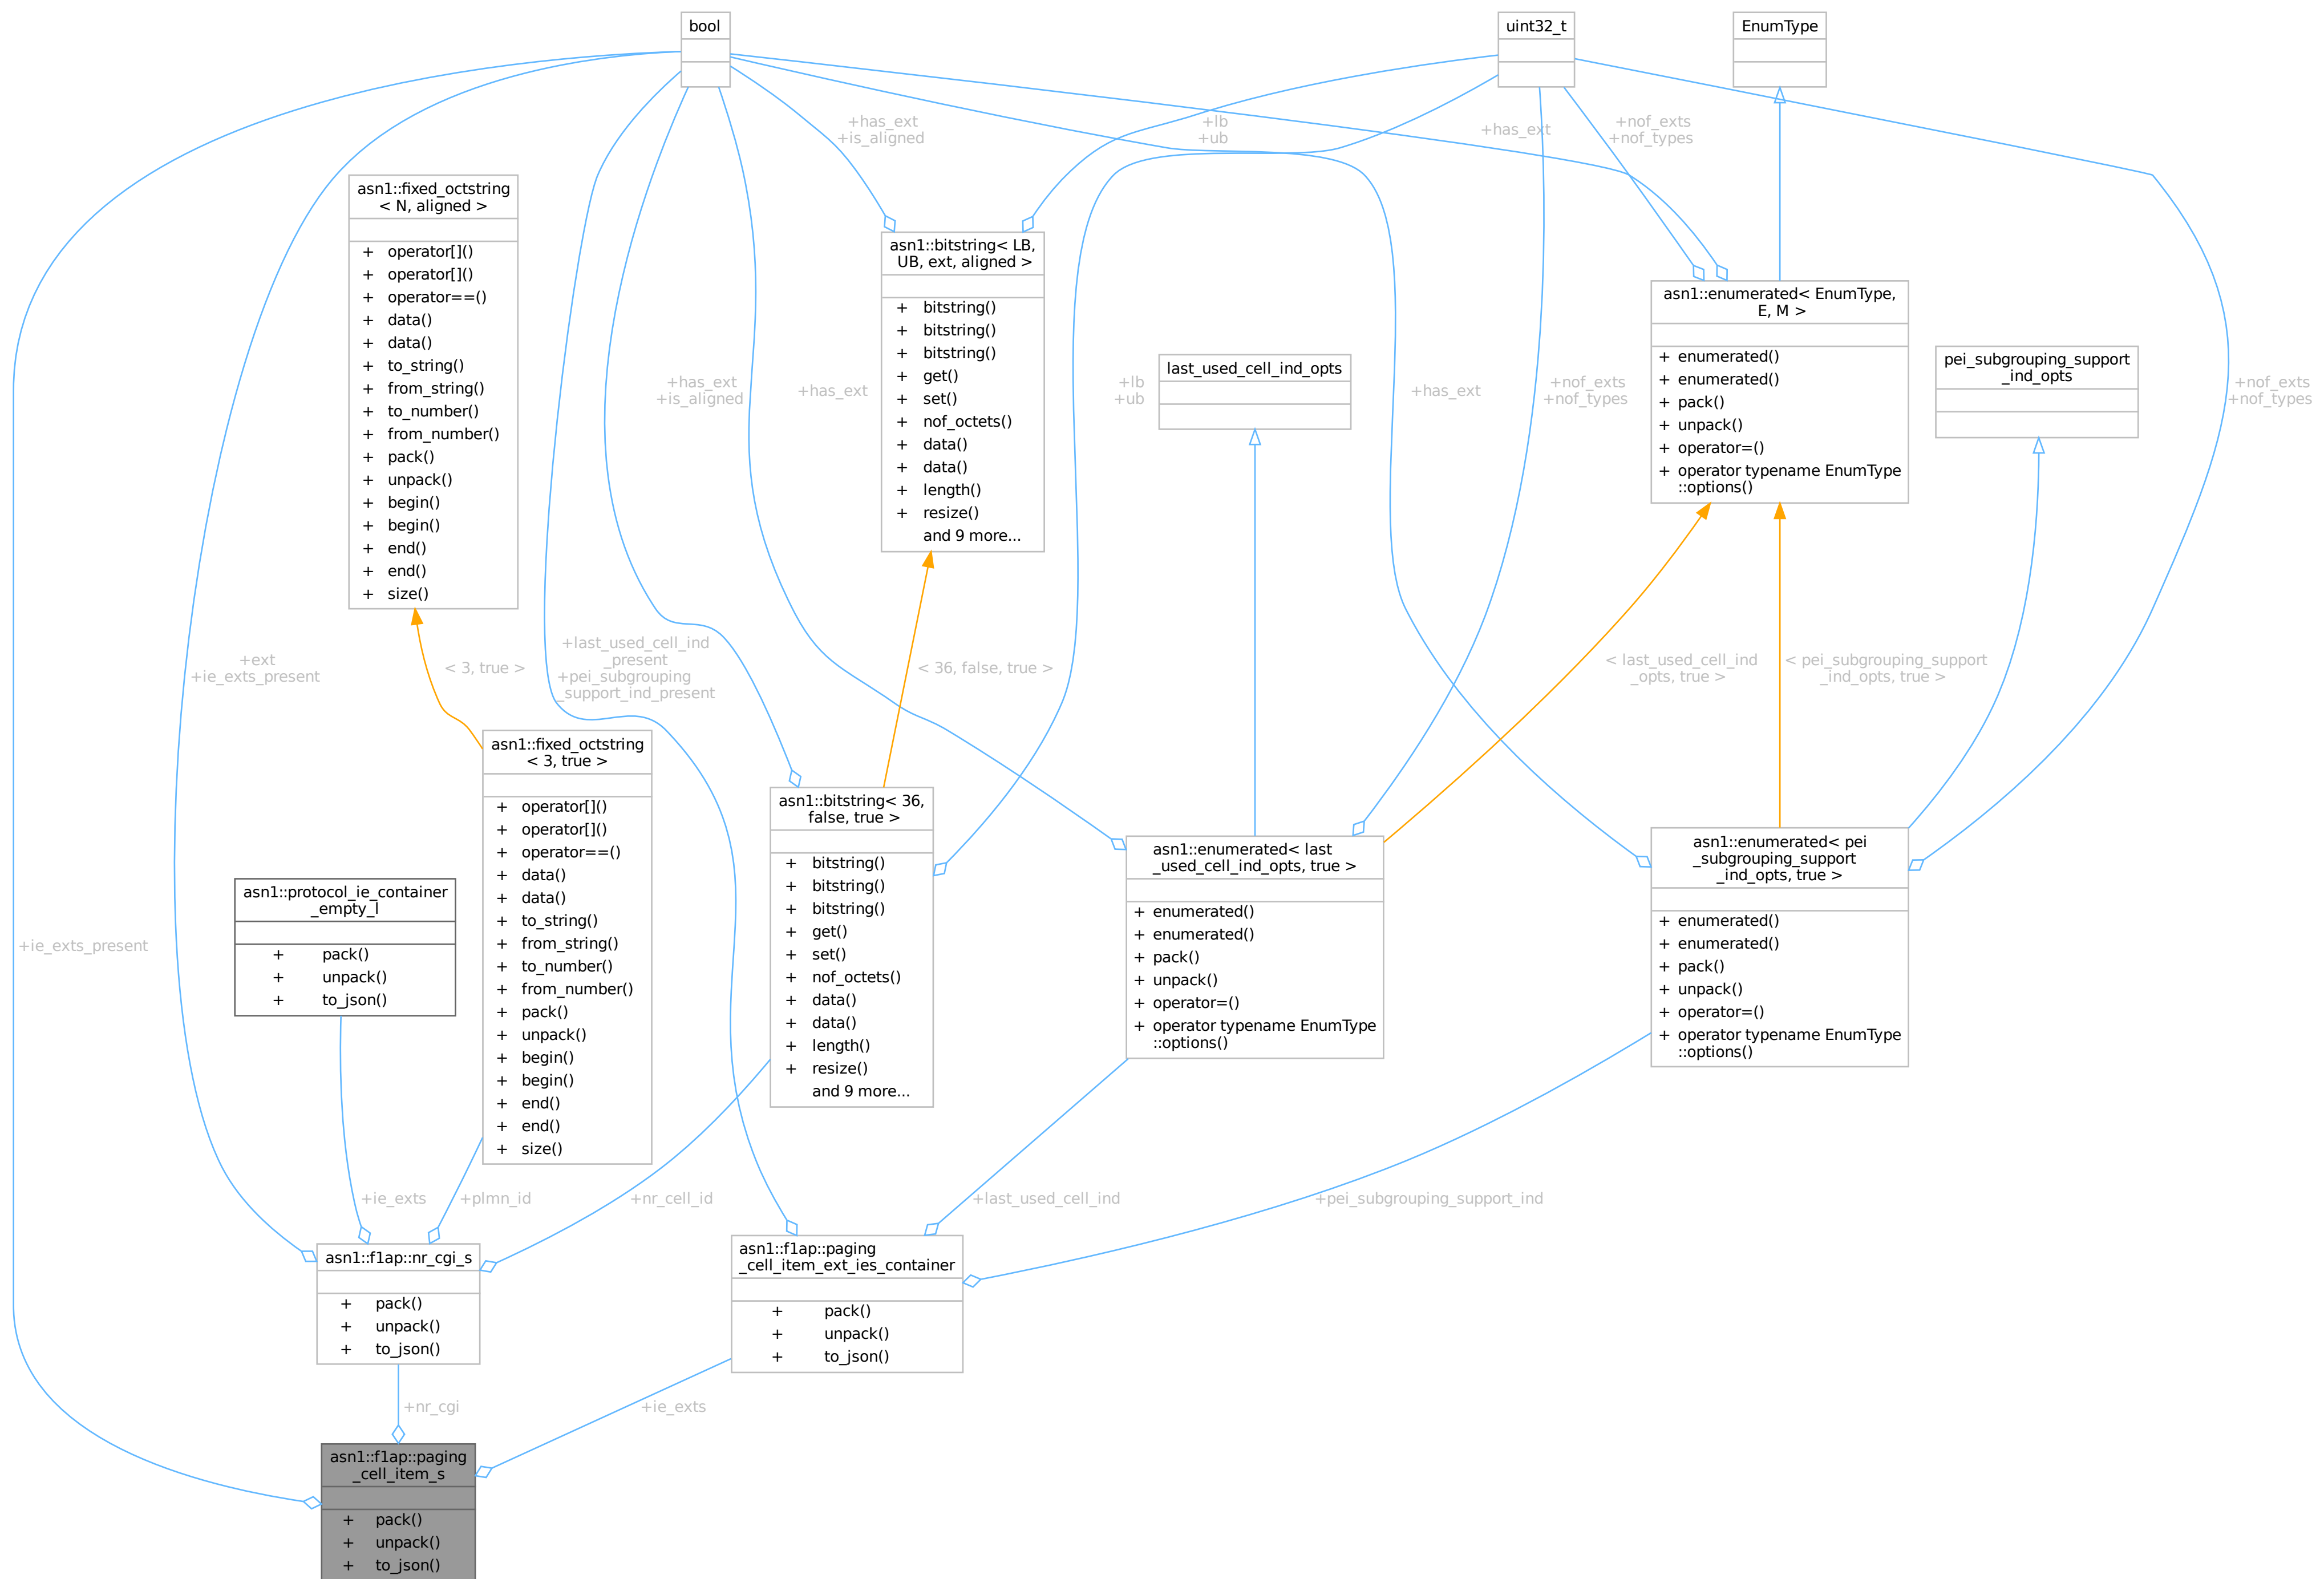 bool
uint32_t
EnumType
+has_ext
+is_aligned
+lb
+ub
+has_ext
+nof_exts
+nof_types
asn1::fixed_octstring
< N, aligned >
+ operator[]()
+ operator[]()
+ operator==()
+ data()
+ data()
+ to_string()
+ from_string()
+ to_number()
+ from_number()
+ pack()
+ unpack()
+ begin()
+ begin()
+ end()
+ end()
+ size()
asn1::bitstring< LB,
UB, ext, aligned >
+ bitstring()
+ bitstring()
+ bitstring()
+ get()
+ set()
+ nof_octets()
+ data()
+ data()
+ length()
+ resize()
and 9 more...
asn1::enumerated< EnumType,
E, M >
+ enumerated()
+ enumerated()
+ pack()
+ unpack()
+ operator=()
+ operator typename EnumType
::options()
last_used_cell_ind_opts
pei_subgrouping_support
_ind_opts
+has_ext
+is_aligned
+has_ext
+lb
+ub
+has_ext
+nof_exts
+nof_types
+nof_exts
+nof_types
+ext
+ie_exts_present
< 3, true >
+last_used_cell_ind
_present
+pei_subgrouping
_support_ind_present
< 36, false, true >
< last_used_cell_ind
_opts, true >
< pei_subgrouping_support
_ind_opts, true >
asn1::fixed_octstring
< 3, true >
+ operator[]()
+ operator[]()
+ operator==()
+ data()
+ data()
+ to_string()
+ from_string()
+ to_number()
+ from_number()
+ pack()
+ unpack()
+ begin()
+ begin()
+ end()
+ end()
+ size()
asn1::bitstring< 36,
false, true >
+ bitstring()
+ bitstring()
+ bitstring()
+ get()
+ set()
+ nof_octets()
+ data()
+ data()
+ length()
+ resize()
and 9 more...
asn1::enumerated< last
_used_cell_ind_opts, true >
+ enumerated()
+ enumerated()
+ pack()
+ unpack()
+ operator=()
+ operator typename EnumType
::options()
asn1::enumerated< pei
_subgrouping_support
_ind_opts, true >
+ enumerated()
+ enumerated()
+ pack()
+ unpack()
+ operator=()
+ operator typename EnumType
::options()
asn1::protocol_ie_container
_empty_l
+ pack()
+ unpack()
+ to_json()
+ie_exts_present
+ie_exts
+plmn_id
+nr_cell_id
+last_used_cell_ind
+pei_subgrouping_support_ind
asn1::f1ap::nr_cgi_s
+ pack()
+ unpack()
+ to_json()
asn1::f1ap::paging
_cell_item_ext_ies_container
+ pack()
+ unpack()
+ to_json()
+nr_cgi
+ie_exts
asn1::f1ap::paging
_cell_item_s
+ pack()
+ unpack()
+ to_json()